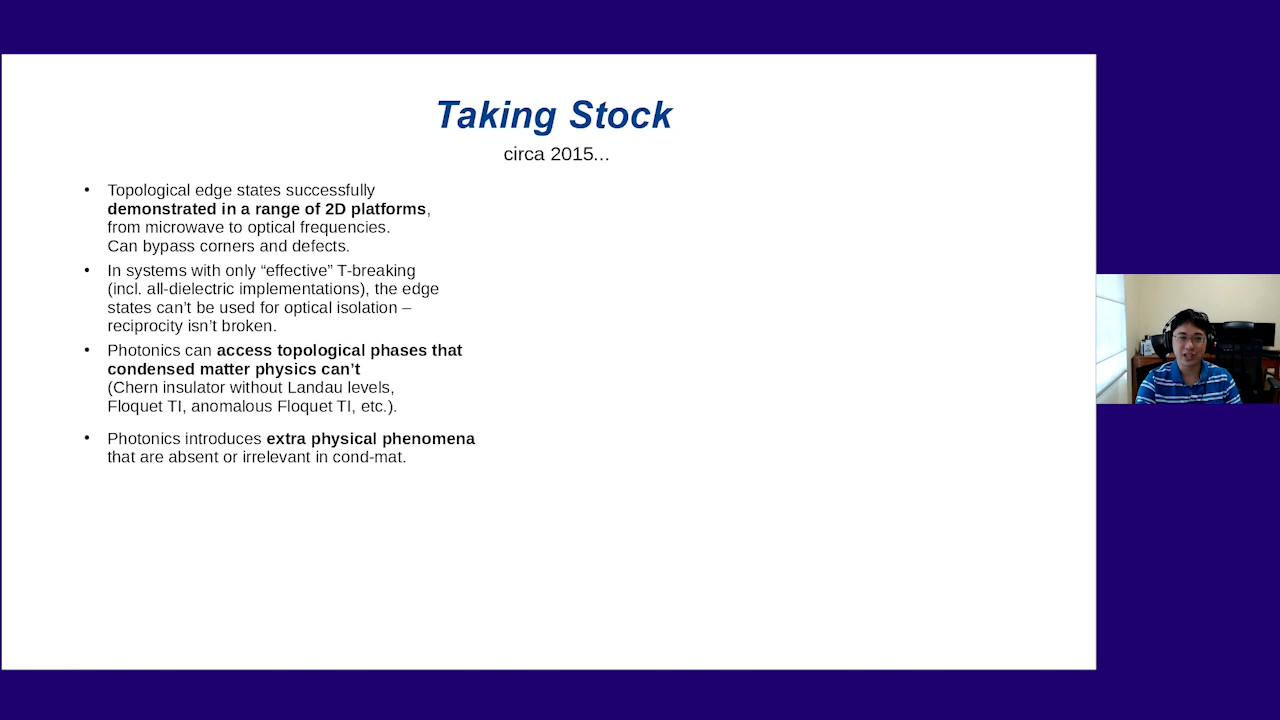 Taking Stock
circa 2015...
• Topological edge states successfully
demonstrated in a range of 2D platforms,
from microwave to optical frequencies.
Can bypass corners and defects.
• In systems with only “effective” T-breaking
(incl. all-dielectric implementations), the edge
states can’t be used for optical isolation –
reciprocity isn’t broken.
• Photonics can access topological phases that
condensed matter physics can’t
(Chern insulator without Landau levels,
Floquet TI, anomalous Floquet TI, etc.).
• Photonics introduces extra physical phenomena
that are absent or irrelevant in cond-mat.